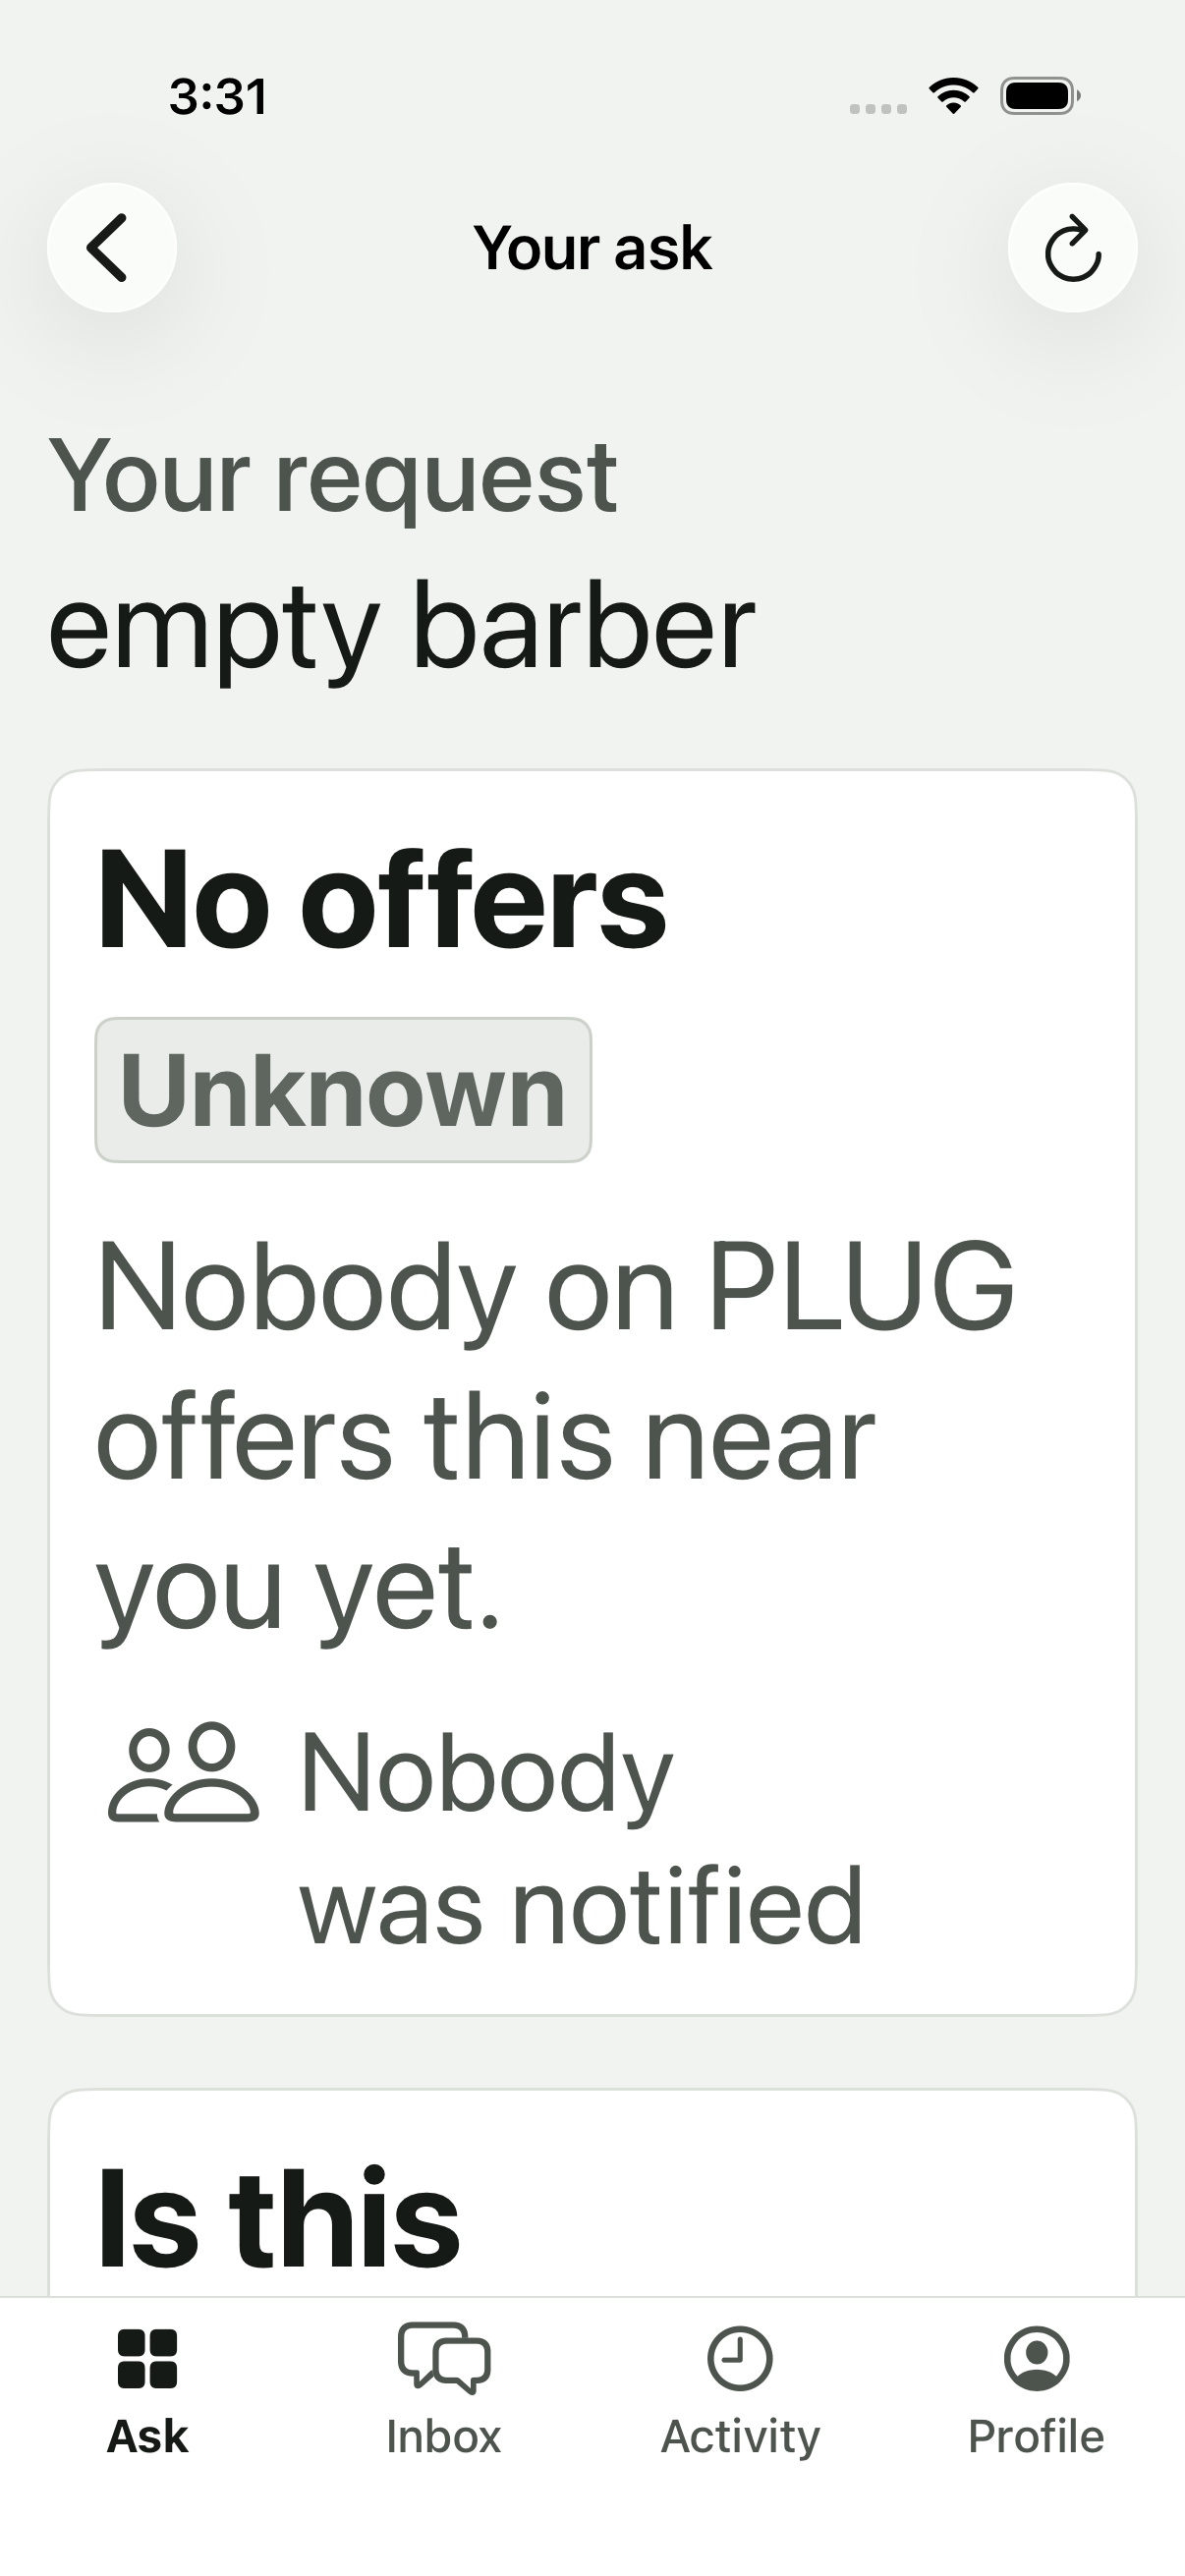 3:31
Your ask
Your request
empty barber
No offers
Unknown
Nobody on PLUG
offers this near
you yet.
Nobody
was notified
Is this
Ask
Inbox
Activity
Profile